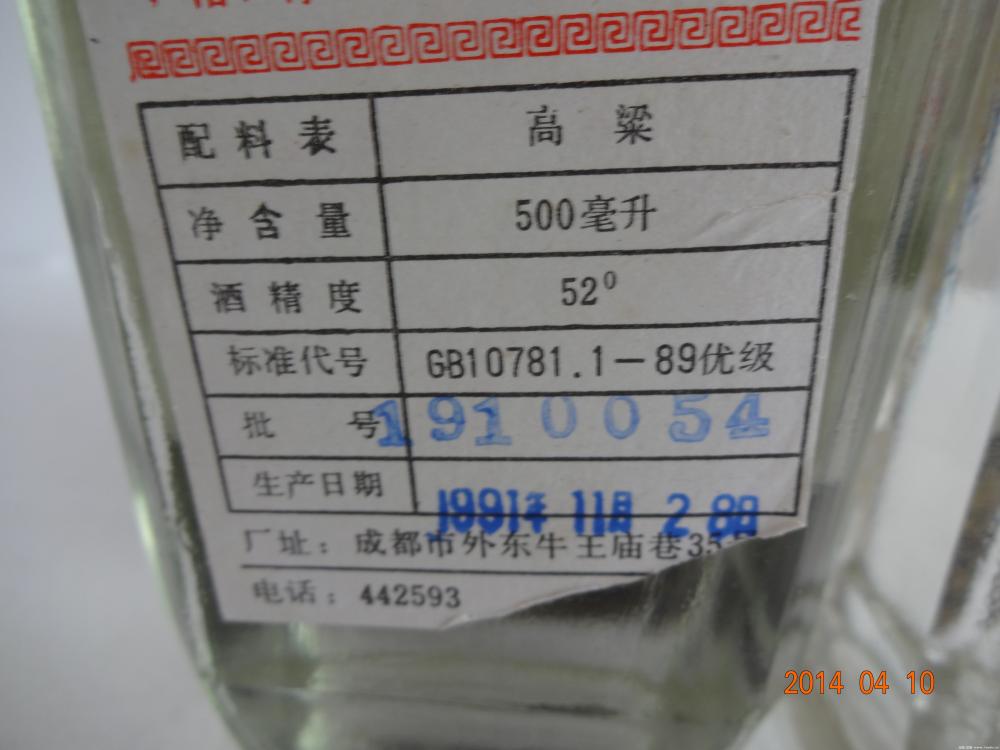 配料表 高粱
净含量 500毫升
酒精度 52⁰
标准代号 GB10781.1-89优级
批号 1910054
生产日期 1991年11月28日
厂址：成都市外东牛王庙巷35
电话：442593
2014 04 10